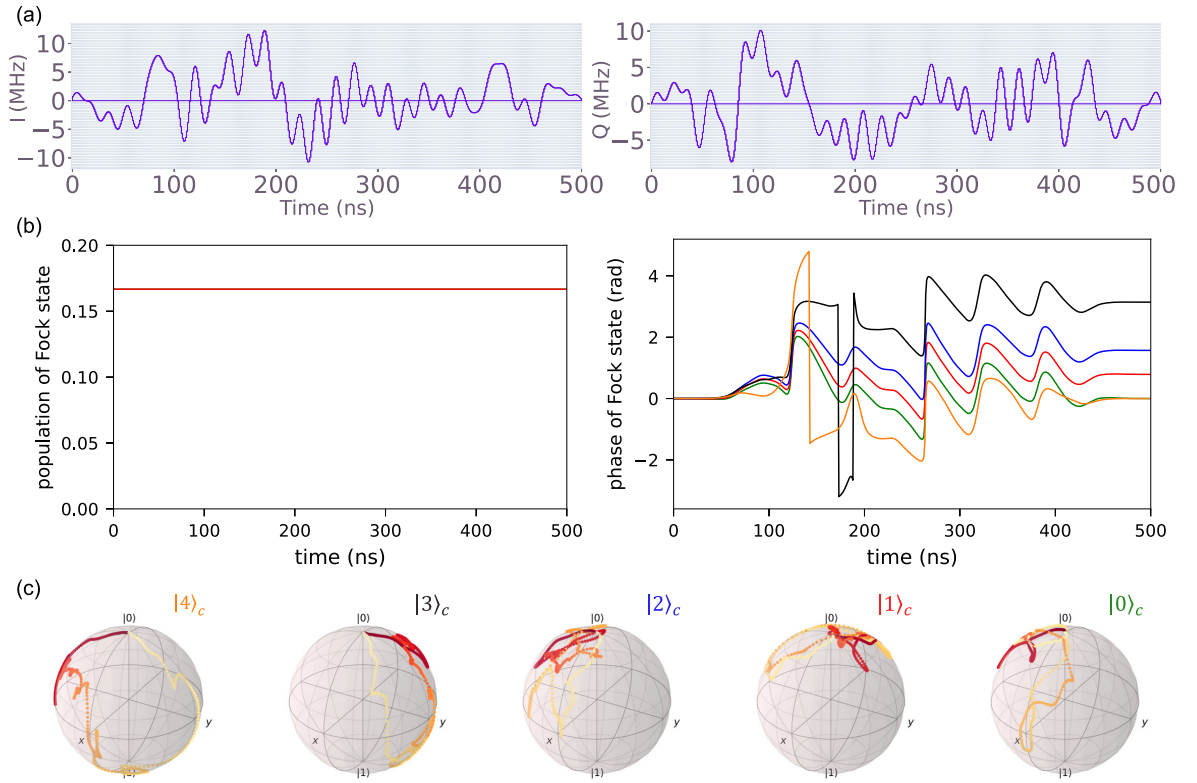 (a)
I (MHz)
10
5
0
−5
−10
0 100 200 300 400 500
Time (ns)
Q (MHz)
10
5
0
−5
0 100 200 300 400 500
Time (ns)
(b)
population of Fock state
0.20
0.15
0.10
0.05
0.00
0 100 200 300 400 500
time (ns)
phase of Fock state (rad)
4
2
0
−2
0 100 200 300 400 500
time (ns)
(c)
|4⟩c |3⟩c |2⟩c |1⟩c |0⟩c
|0⟩ |0⟩ |0⟩ |0⟩ |0⟩
x y x y x y x y x y
|1⟩ |1⟩ |1⟩ |1⟩ |1⟩